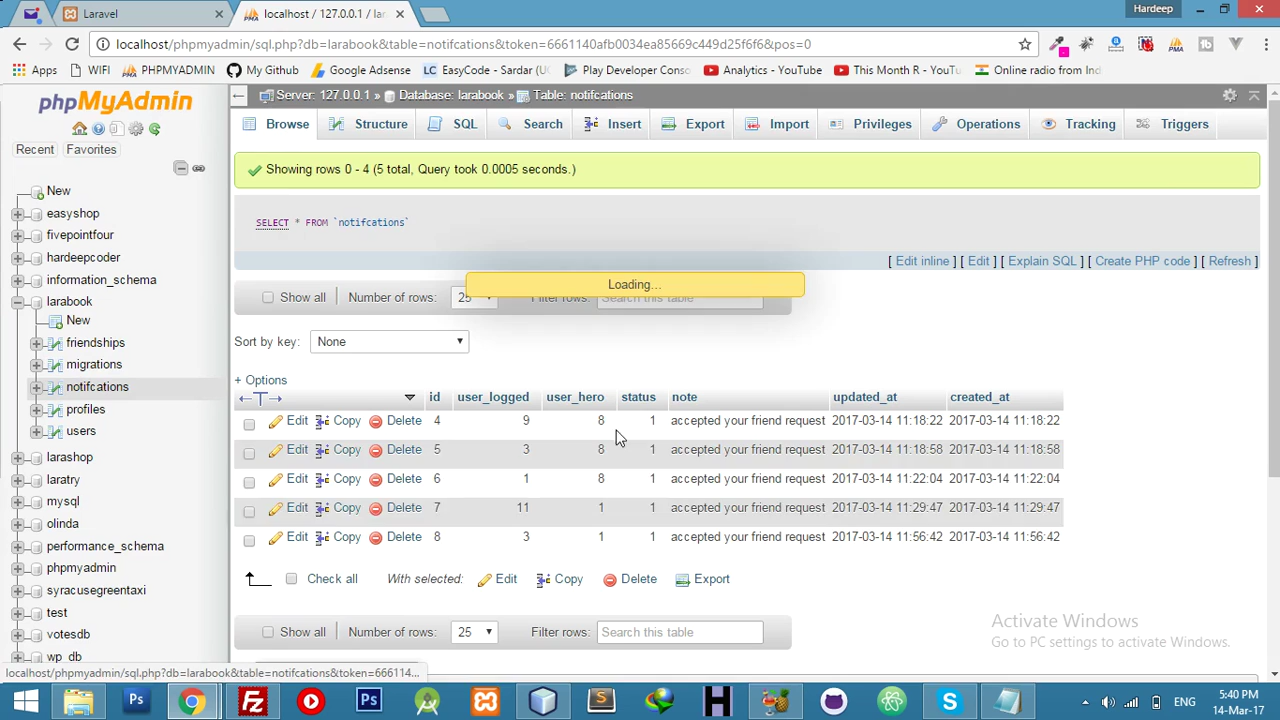 Laravel
localhost / 127.0.0.1 / lar
Hardeep
localhost/phpmyadmin/sql.php?db=larabook&table=notifcations&token=6661140afb0034ea85669c449d25f6f6&pos=0
Apps WIFI PHPMYADMIN My Github Google Adsense EasyCode - Sardar (U Play Developer Conso Analytics - YouTube This Month R - YouTu Online radio from Ind
phpMyAdmin
Server: 127.0.0.1 » Database: larabook » Table: notifcations
Browse Structure SQL Search Insert Export Import Privileges Operations Tracking Triggers
Recent Favorites
New
easyshop
fivepointfour
hardeepcoder
information_schema
larabook
New
friendships
migrations
notifcations
profiles
users
larashop
laratry
mysql
olinda
performance_schema
phpmyadmin
syracusegreentaxi
test
votesdb
wp_db
Showing rows 0 - 4 (5 total, Query took 0.0005 seconds.)
SELECT * FROM `notifcations`
[ Edit inline ] [ Edit ] [ Explain SQL ] [ Create PHP code ] [ Refresh ]
Loading...
Show all Number of rows: 25 Filter rows: Search this table
Sort by key: None
+ Options
id user_logged user_hero status note updated_at created_at
Edit Copy Delete 4 9 8 1 accepted your friend request 2017-03-14 11:18:22 2017-03-14 11:18:22
Edit Copy Delete 5 3 8 1 accepted your friend request 2017-03-14 11:18:58 2017-03-14 11:18:58
Edit Copy Delete 6 1 8 1 accepted your friend request 2017-03-14 11:22:04 2017-03-14 11:22:04
Edit Copy Delete 7 11 1 1 accepted your friend request 2017-03-14 11:29:47 2017-03-14 11:29:47
Edit Copy Delete 8 3 1 1 accepted your friend request 2017-03-14 11:56:42 2017-03-14 11:56:42
Check all With selected: Edit Copy Delete Export
Show all Number of rows: 25 Filter rows: Search this table
Activate Windows
Go to PC settings to activate Windows.
localhost/phpmyadmin/sql.php?db=larabook&table=notifcations&token=666114...
ENG
5:40 PM
14-Mar-17